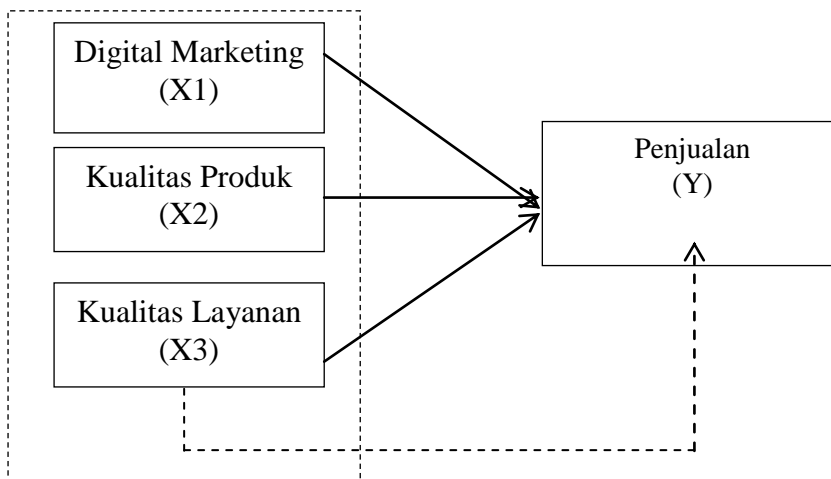 Digital Marketing
(X1)
Kualitas Produk
(X2)
Kualitas Layanan
(X3)
Penjualan
(Y)